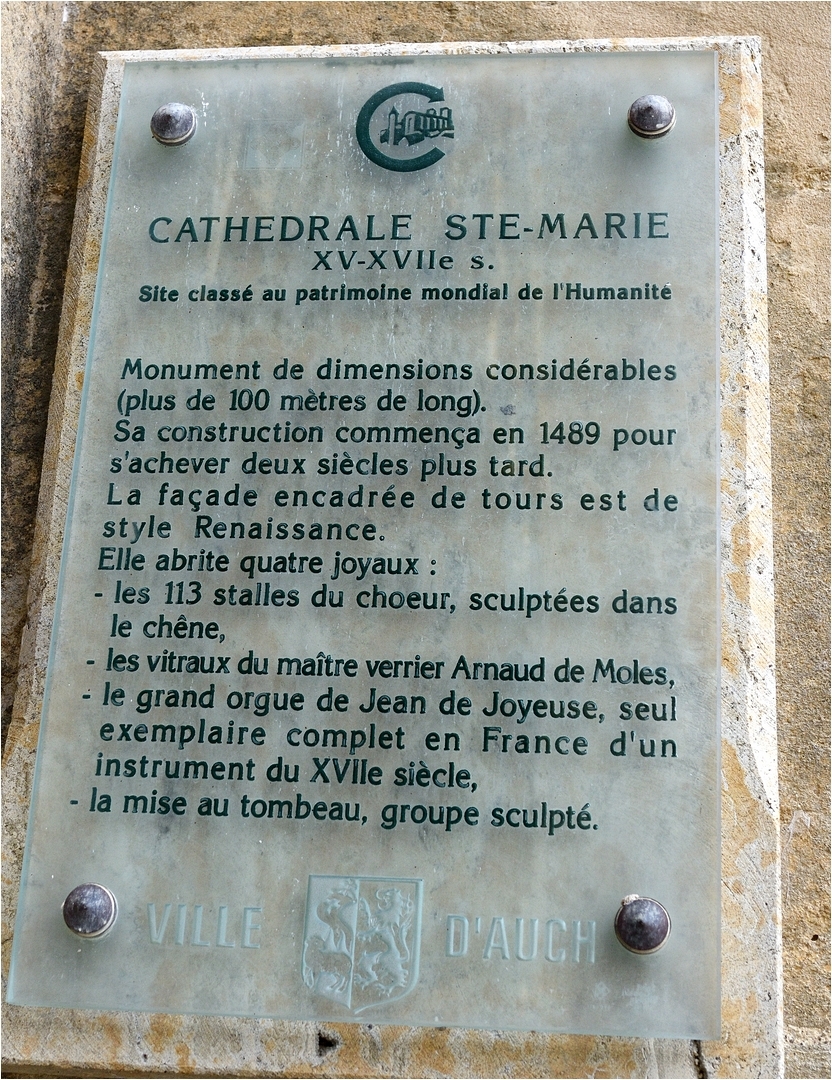 CATHEDRALE STE-MARIE
XV-XVIIe s.
Site classé au patrimoine mondial de l'Humanité
Monument de dimensions considérables
(plus de 100 mètres de long).
Sa construction commença en 1489 pour
s'achever deux siècles plus tard.
La façade encadrée de tours est de
style Renaissance.
Elle abrite quatre joyaux :
- les 113 stalles du choeur, sculptées dans
le chêne,
- les vitraux du maître verrier Arnaud de Moles,
- le grand orgue de Jean de Joyeuse, seul
exemplaire complet en France d'un
instrument du XVIIe siècle,
- la mise au tombeau, groupe sculpté.
VILLE D'AUCH